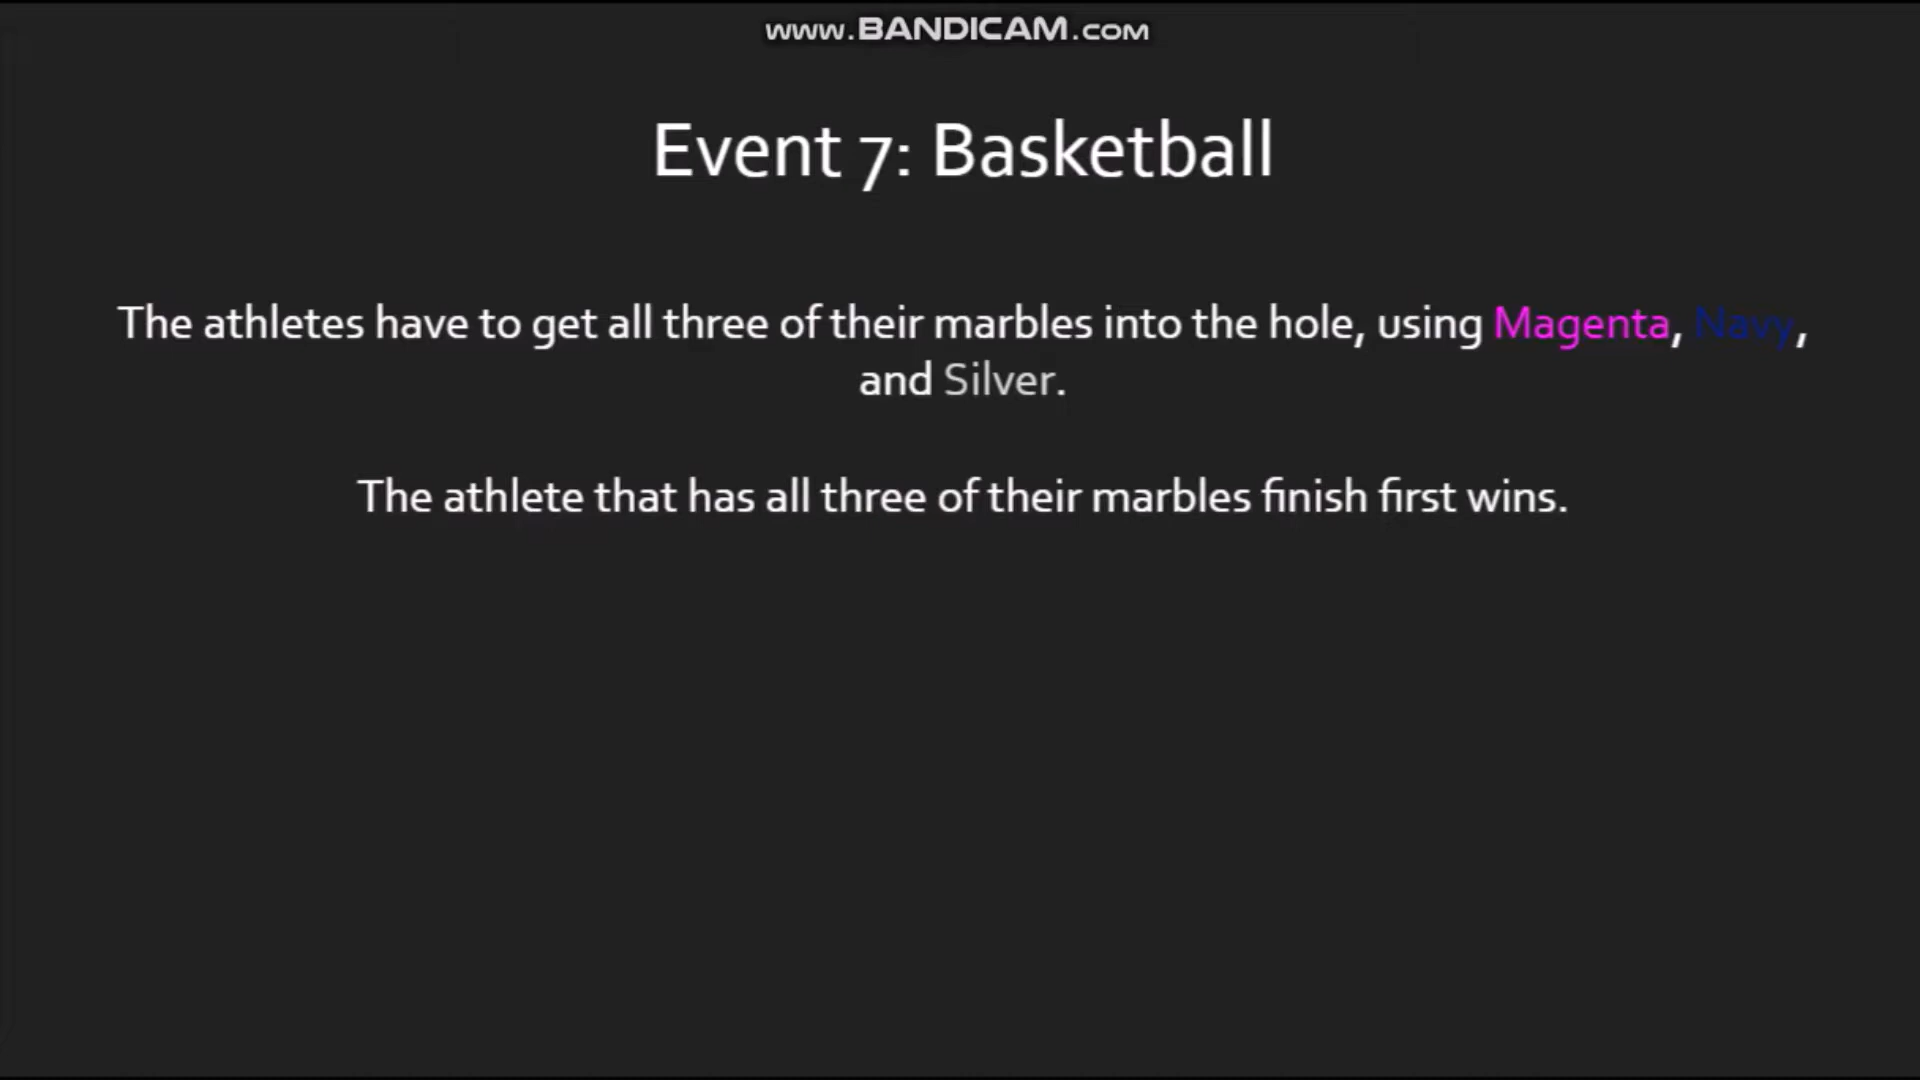 www.BANDICAM.com
Event 7: Basketball
The athletes have to get all three of their marbles into the hole, using Magenta, Navy,
and Silver.
The athlete that has all three of their marbles finish first wins.